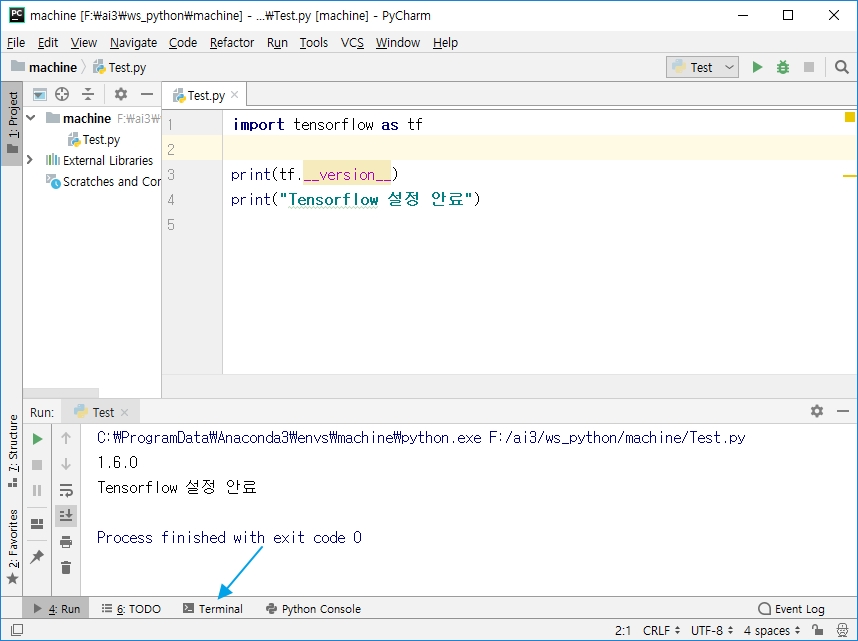 machine [F:₩ai3₩ws_python₩machine] - ...₩Test.py [machine] - PyCharm
File Edit View Navigate Code Refactor Run Tools VCS Window Help
machine Test.py Test
1: Project
Test.py
machine F:₩ai3₩
Test.py
External Libraries
Scratches and Cor
1 import tensorflow as tf
2
3 print(tf.__version__)
4 print("Tensorflow 설정 안료")
5
7: Structure
2: Favorites
Run: Test
C:₩ProgramData₩Anaconda3₩envs₩machine₩python.exe F:/ai3/ws_python/machine/Test.py
1.6.0
Tensorflow 설정 안료
Process finished with exit code 0
4: Run 6: TODO Terminal Python Console Event Log
2:1 CRLF UTF-8 4 spaces